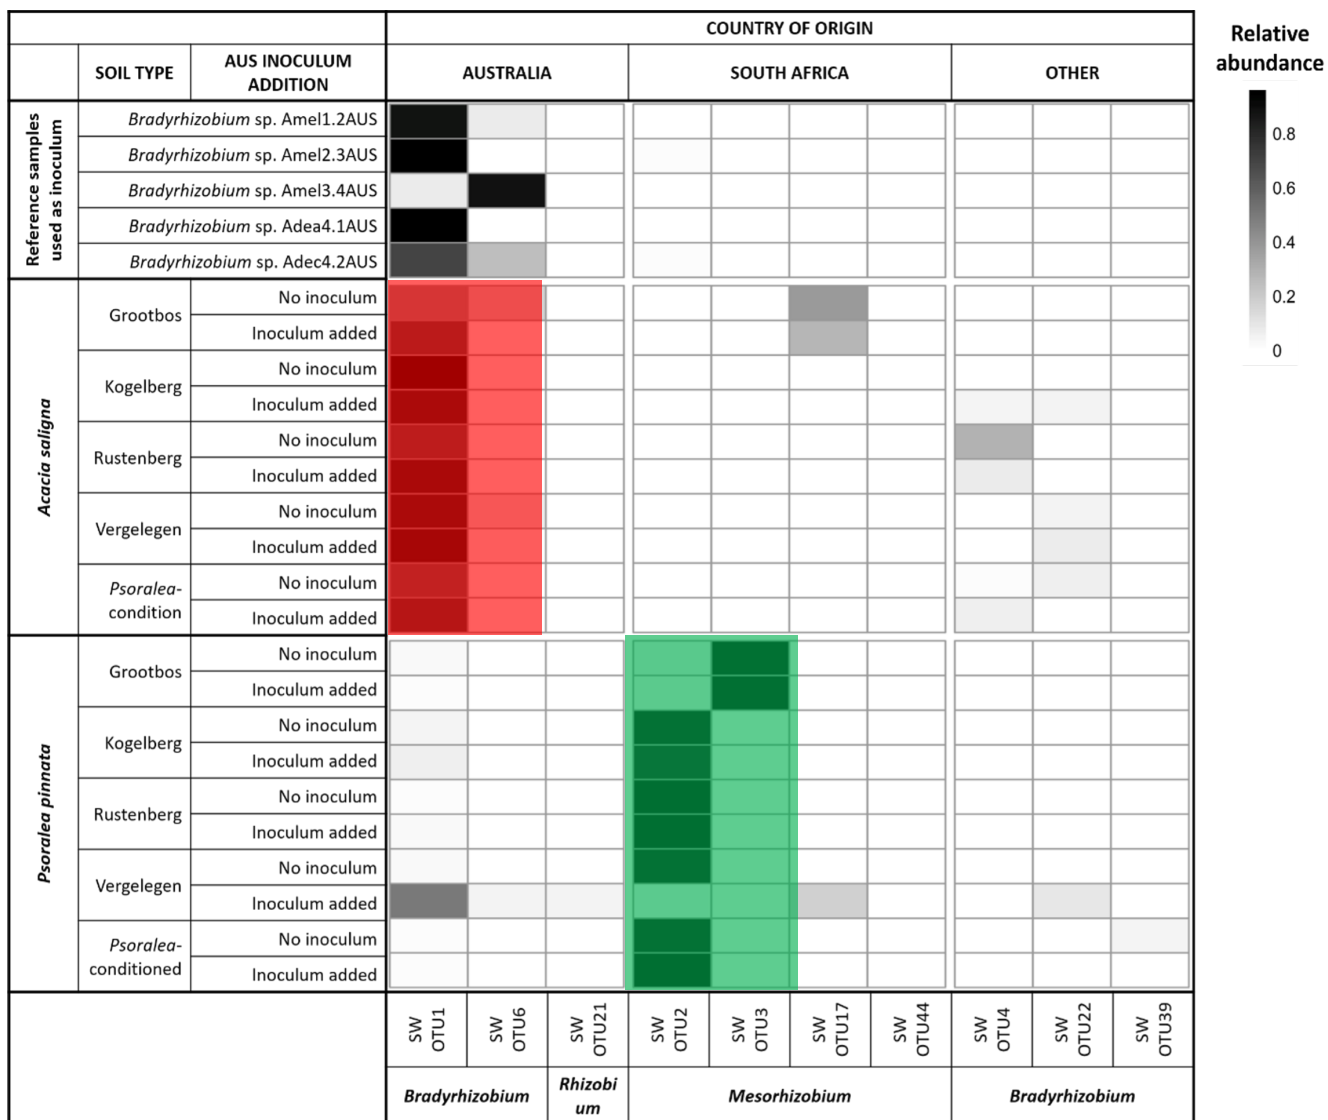 COUNTRY OF ORIGIN
SOIL TYPE
AUS INOCULUM
ADDITION
AUSTRALIA
SOUTH AFRICA
OTHER
Relative
abundance
0.8
0.6
0.4
0.2
0
Reference samples
used as inoculum
Bradyrhizobium sp. Amel1.2AUS
Bradyrhizobium sp. Amel2.3AUS
Bradyrhizobium sp. Amel3.4AUS
Bradyrhizobium sp. Adea4.1AUS
Bradyrhizobium sp. Adec4.2AUS
Acacia saligna
Grootbos
No inoculum
Inoculum added
Kogelberg
No inoculum
Inoculum added
Rustenberg
No inoculum
Inoculum added
Vergelegen
No inoculum
Inoculum added
Psoralea-
condition
No inoculum
Inoculum added
Psoralea pinnata
Grootbos
No inoculum
Inoculum added
Kogelberg
No inoculum
Inoculum added
Rustenberg
No inoculum
Inoculum added
Vergelegen
No inoculum
Inoculum added
Psoralea-
conditioned
No inoculum
Inoculum added
SW
OTU1
SW
OTU6
SW
OTU21
SW
OTU2
SW
OTU3
SW
OTU17
SW
OTU44
SW
OTU4
SW
OTU22
SW
OTU39
Bradyrhizobium
Rhizobi
um
Mesorhizobium
Bradyrhizobium